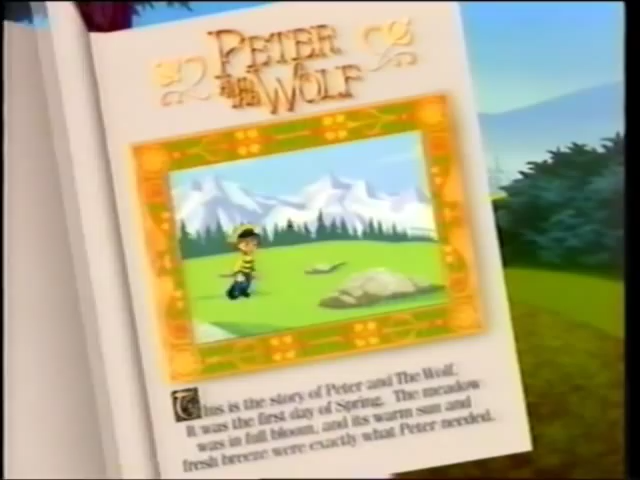 PETER
AND THE WOLF
This is the story of Peter and The Wolf.
It was the first day of Spring. The meadow
was in full bloom, and its warm sun and
fresh breeze were exactly what Peter needed.